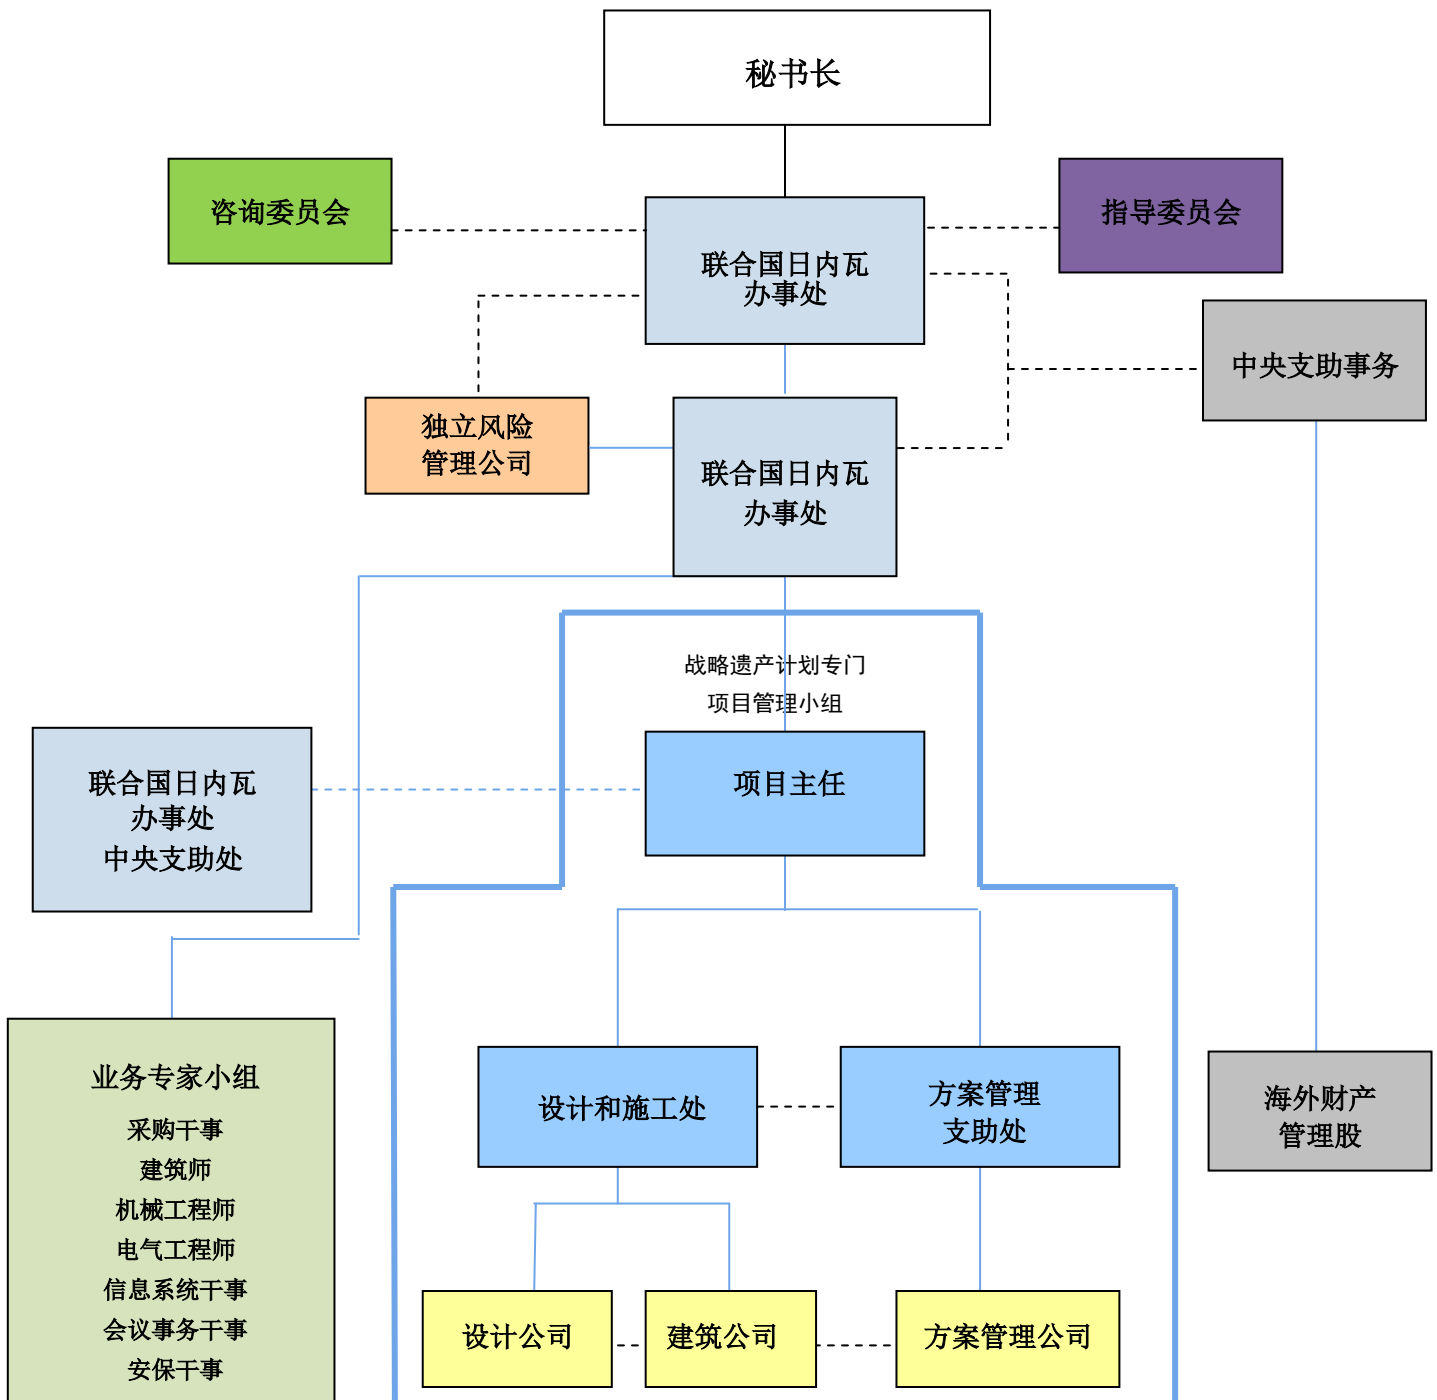 秘书长
咨询委员会
指导委员会
联合国日内瓦
办事处
中央支助事务
独立风险
管理公司
联合国日内瓦
办事处
战略遗产计划专门
项目管理小组
联合国日内瓦
办事处
中央支助处
项目主任
业务专家小组
采购干事
建筑师
机械工程师
电气工程师
信息系统干事
会议事务干事
安保干事
设计和施工处
方案管理
支助处
海外财产
管理股
设计公司
建筑公司
方案管理公司